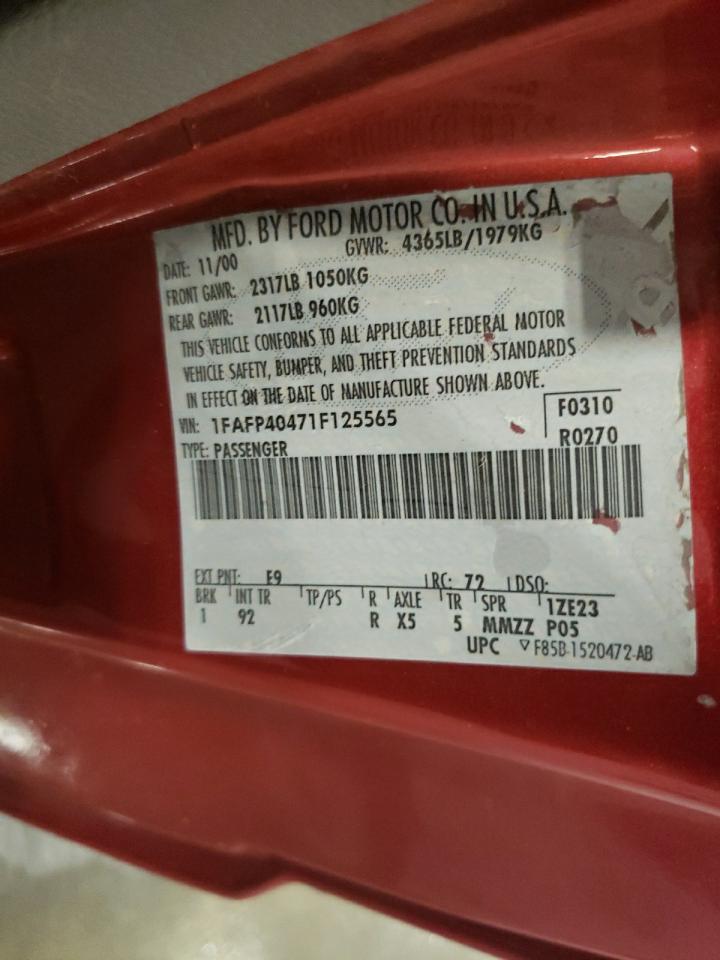 MFD. BY FORD MOTOR CO. IN U.S.A.
DATE: 11/00 GVWR: 4365LB/1979KG
FRONT GAWR: 2317LB 1050KG
REAR GAWR: 2117LB 960KG
THIS VEHICLE CONFORMS TO ALL APPLICABLE FEDERAL MOTOR
VEHICLE SAFETY, BUMPER, AND THEFT PREVENTION STANDARDS
IN EFFECT ON THE DATE OF MANUFACTURE SHOWN ABOVE.
VIN: 1FAFP40471F125565 F0310
TYPE: PASSENGER R0270
EXT PNT: E9 RC: 72 DSO:
BRK INT TR TP/PS R AXLE TR SPR 1ZE23
1 92 R X5 5 MMZZ P05
UPC ▽ F85B-1520472-AB